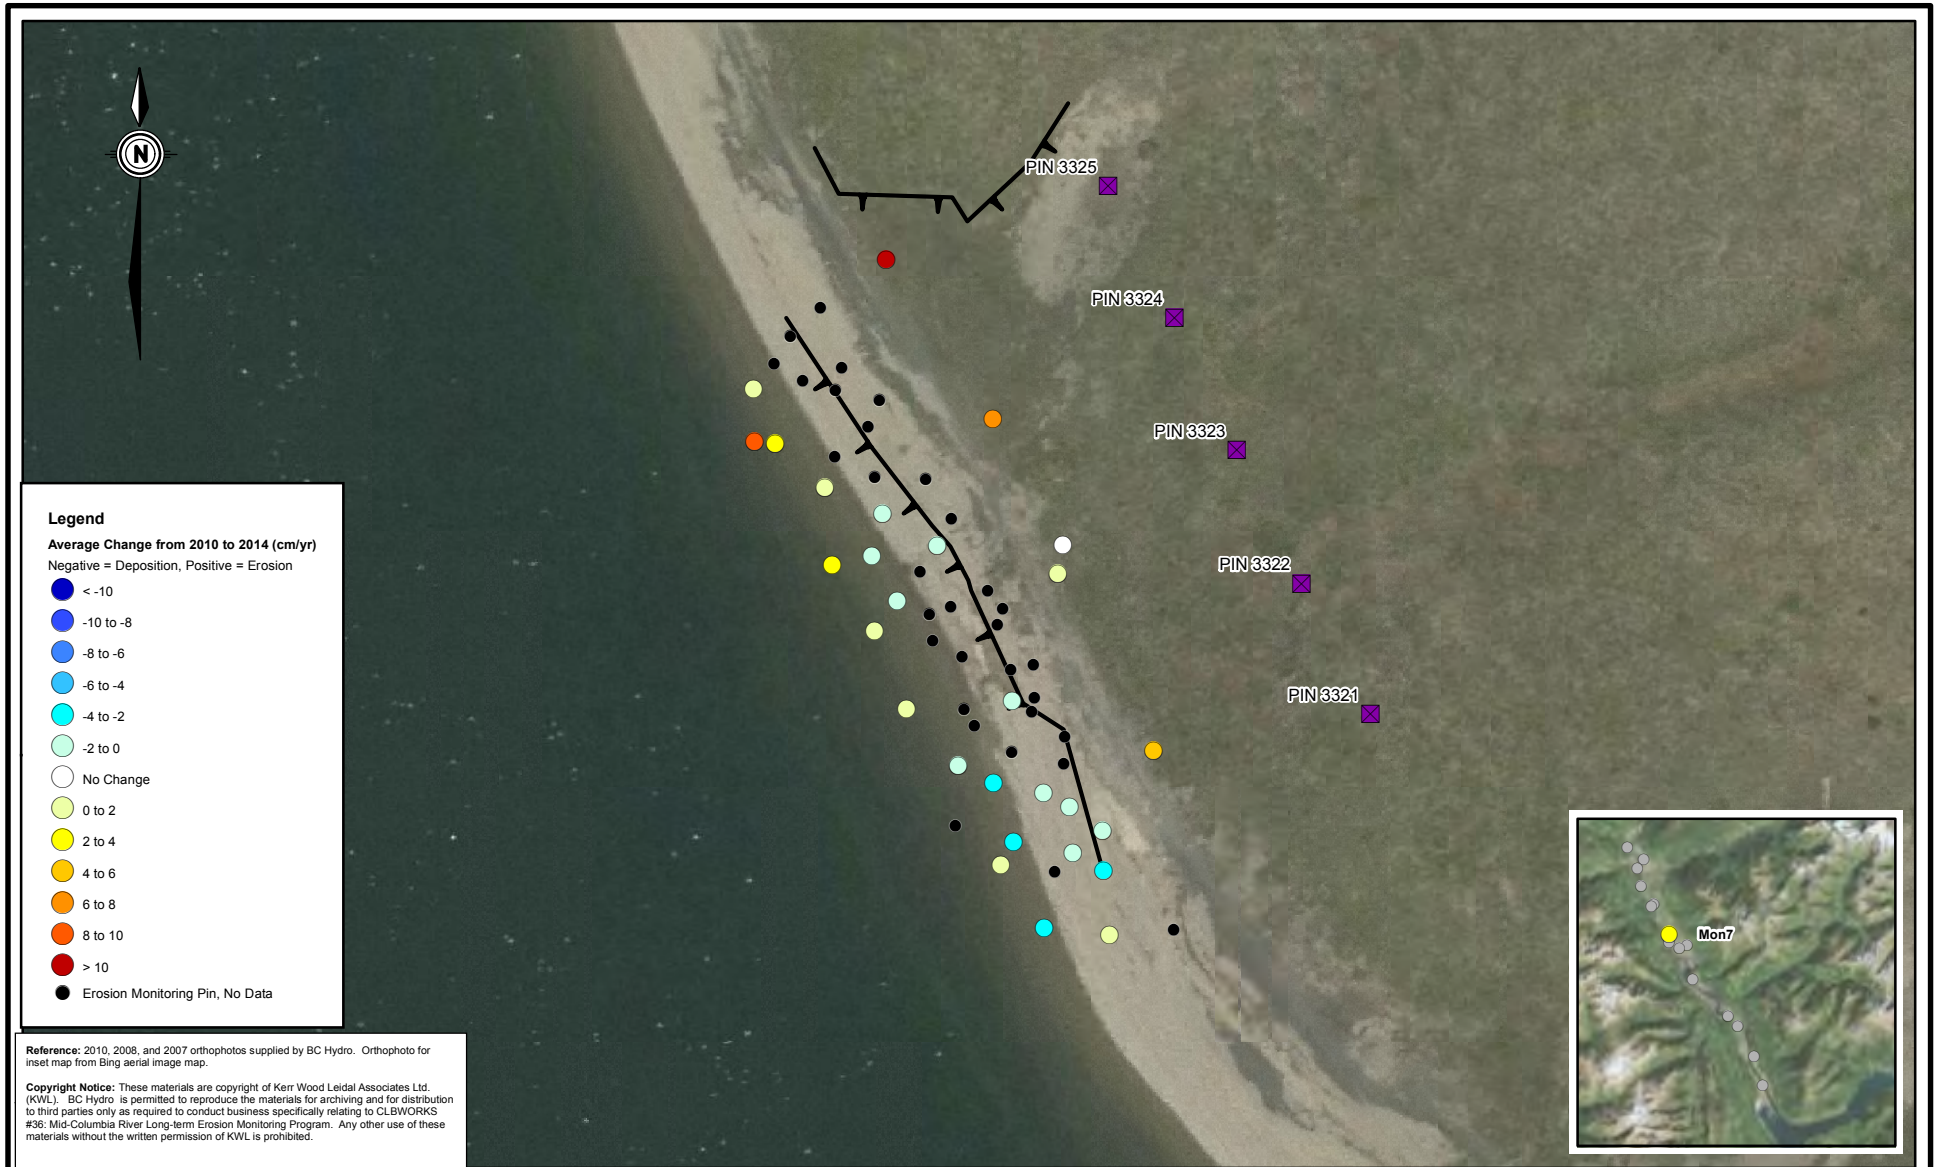 N
PIN 3325
PIN 3324
PIN 3323
PIN 3322
PIN 3321
Legend
Average Change from 2010 to 2014 (cm/yr)
Negative = Deposition, Positive = Erosion
< -10
-10 to -8
-8 to -6
-6 to -4
-4 to -2
-2 to 0
No Change
0 to 2
2 to 4
4 to 6
6 to 8
8 to 10
> 10
Erosion Monitoring Pin, No Data
Mon7
Reference: 2010, 2008, and 2007 orthophotos supplied by BC Hydro. Orthophoto for
inset map from Bing aerial image map.
Copyright Notice: These materials are copyright of Kerr Wood Leidal Associates Ltd.
(KWL). BC Hydro is permitted to reproduce the materials for archiving and for distribution
to third parties only as required to conduct business specifically relating to CLBWORKS
#36: Mid-Columbia River Long-term Erosion Monitoring Program. Any other use of these
materials without the written permission of KWL is prohibited.